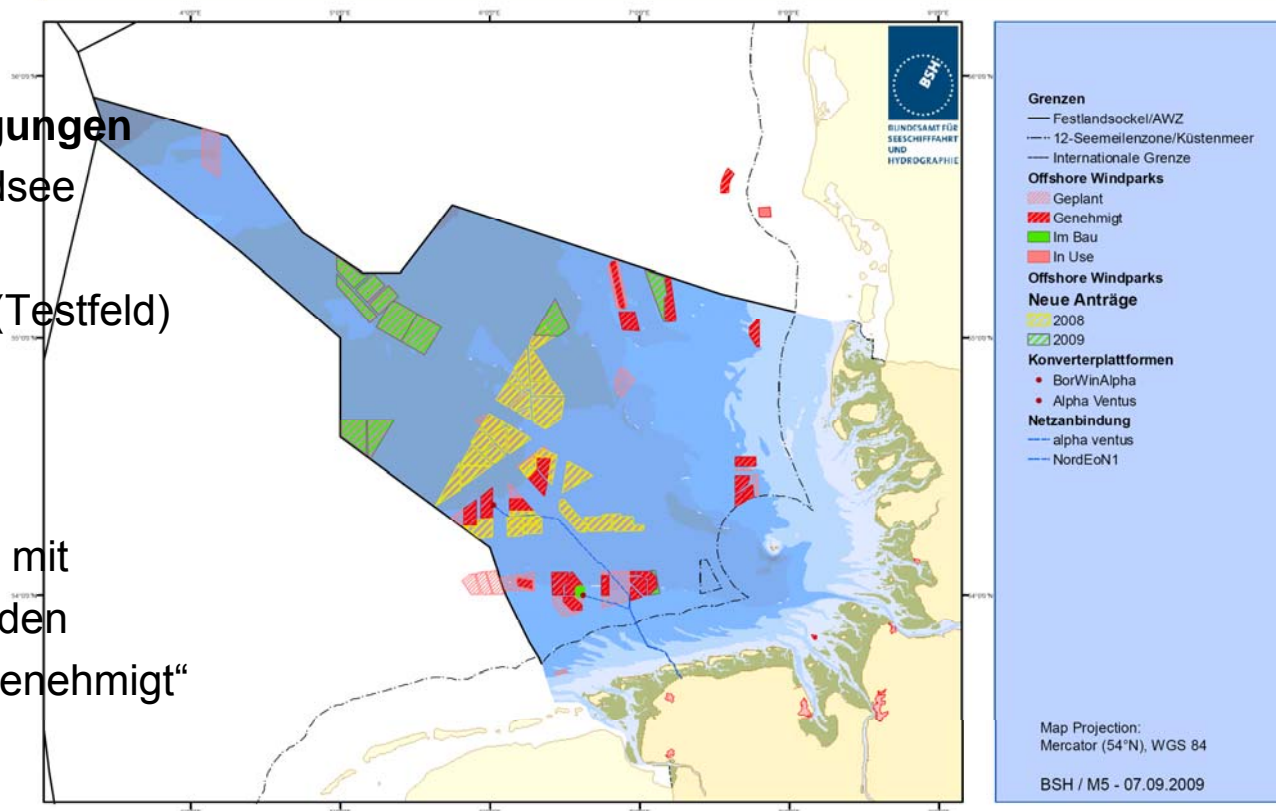 gungen
dsee
(Testfeld)
mit
den
enehmigt“
BSH
BUNDESAMT FÜR
SEESCHIFFFAHRT
UND
HYDROGRAPHIE
Grenzen
Festlandsockel/AWZ
12-Seemeilenzone/Küstenmeer
Internationale Grenze
Offshore Windparks
Geplant
Genehmigt
Im Bau
In Use
Offshore Windparks
Neue Anträge
2008
2009
Konverterplattformen
BorWinAlpha
Alpha Ventus
Netzanbindung
alpha ventus
NordEoN1
Map Projection:
Mercator (54°N), WGS 84
BSH / M5 - 07.09.2009